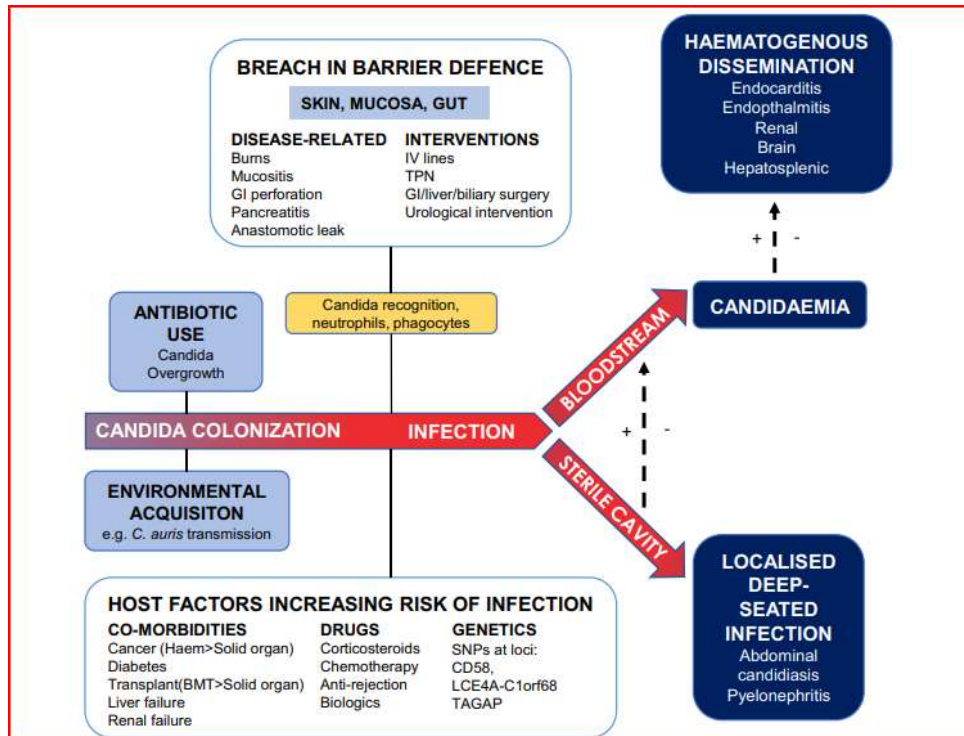 BREACH IN BARRIER DEFENCE
SKIN, MUCOSA, GUT
DISEASE-RELATED
Burns
Mucositis
GI perforation
Pancreatitis
Anastomotic leak
INTERVENTIONS
IV lines
TPN
GI/liver/biliary surgery
Urological intervention
HAEMATOGENOUS
DISSEMINATION
Endocarditis
Endopthalmitis
Renal
Brain
Hepatosplenic
+ -
CANDIDAEMIA
Candida recognition,
neutrophils, phagocytes
ANTIBIOTIC
USE
Candida
Overgrowth
BLOODSTREAM
CANDIDA COLONIZATION
INFECTION
+ -
STERILE CAVITY
ENVIRONMENTAL
ACQUISITON
e.g. C. auris transmission
LOCALISED
DEEP-
SEATED
INFECTION
Abdominal
candidiasis
Pyelonephritis
HOST FACTORS INCREASING RISK OF INFECTION
CO-MORBIDITIES
Cancer (Haem>Solid organ)
Diabetes
Transplant(BMT>Solid organ)
Liver failure
Renal failure
DRUGS
Corticosteroids
Chemotherapy
Anti-rejection
Biologics
GENETICS
SNPs at loci:
CD58,
LCE4A-C1orf68
TAGAP